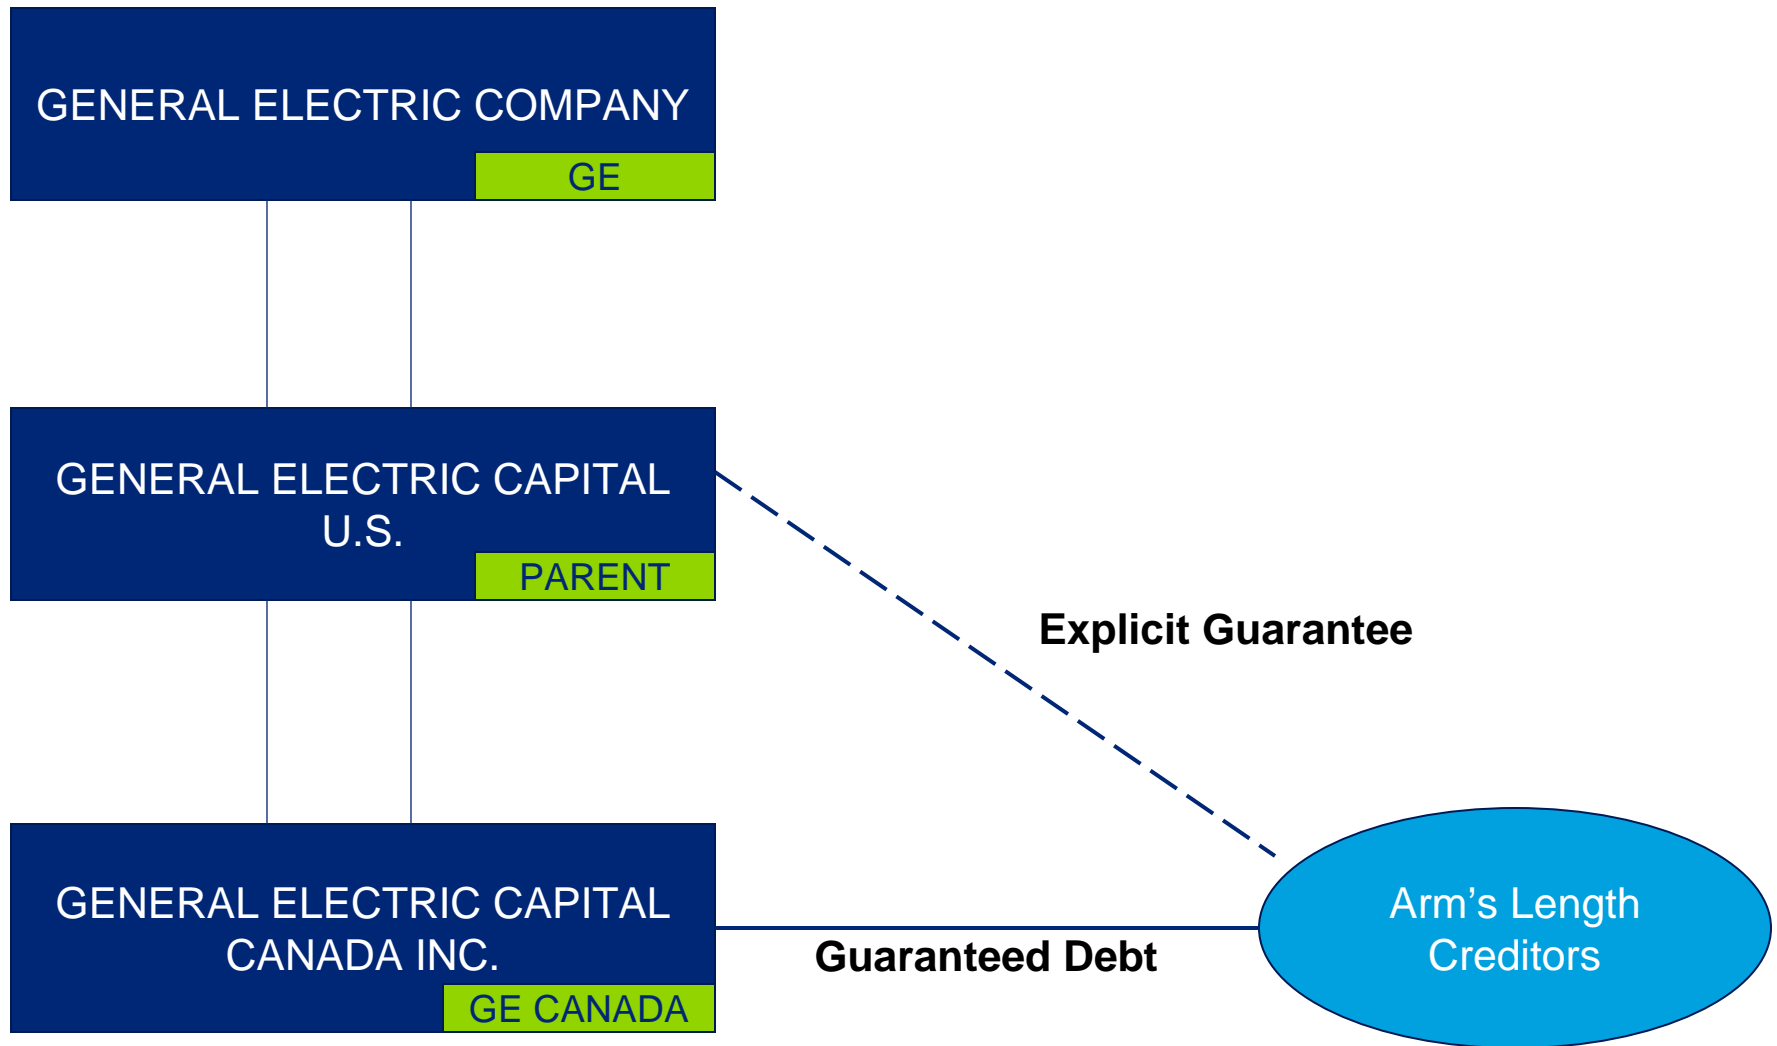 GENERAL ELECTRIC COMPANY
GE
GENERAL ELECTRIC CAPITAL
U.S.
PARENT
Explicit Guarantee
GENERAL ELECTRIC CAPITAL
CANADA INC.
GE CANADA
Guaranteed Debt
Arm’s Length
Creditors